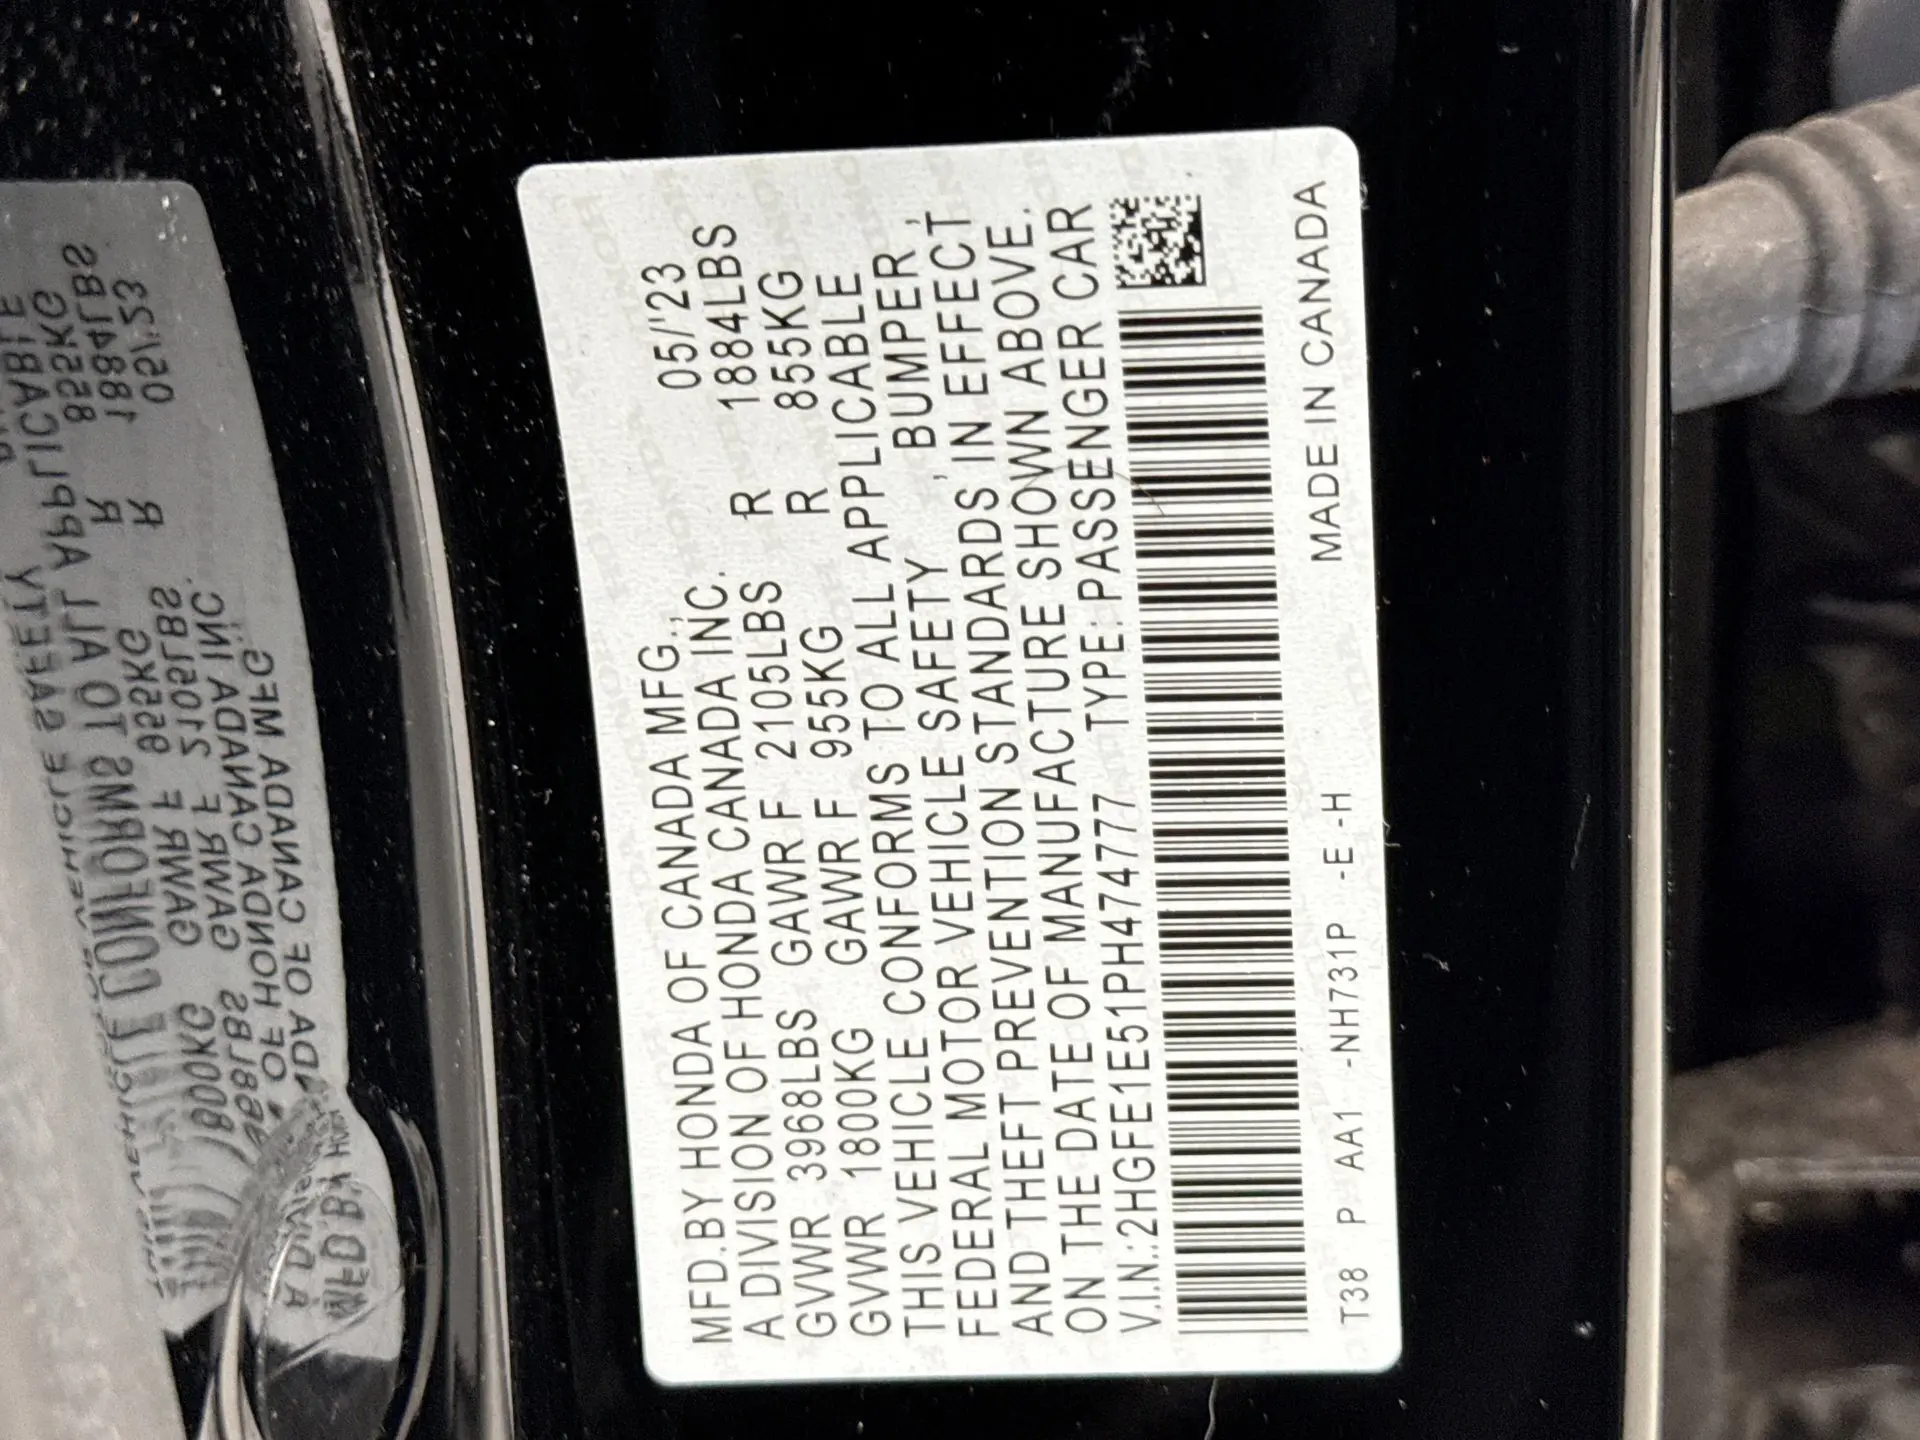 MFD.BY HONDA OF CANADA MFG., 05/'23
A DIVISION OF HONDA CANADA INC.
GVWR 3968LBS GAWR F 2105LBS R 1884LBS
GVWR 1800KG GAWR F 955KG R 855KG
THIS VEHICLE CONFORMS TO ALL APPLICABLE
FEDERAL MOTOR VEHICLE SAFETY , BUMPER ,
AND THEFT PREVENTION STANDARDS IN EFFECT
ON THE DATE OF MANUFACTURE SHOWN ABOVE.
V.I.N.:2HGFE1E51PH474777 TYPE:PASSENGER CAR
T38 P AA1 -NH731P -E -H MADE IN CANADA